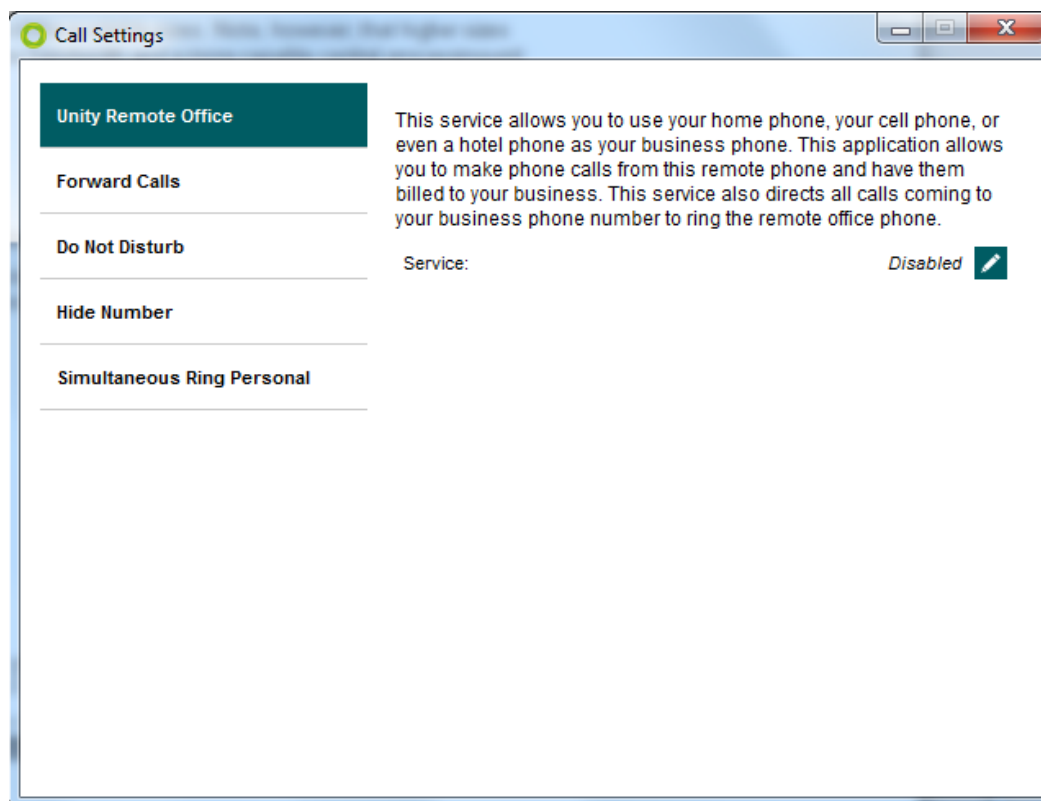 Call Settings
Unity Remote Office
Forward Calls
Do Not Disturb
Hide Number
Simultaneous Ring Personal
This service allows you to use your home phone, your cell phone, or
even a hotel phone as your business phone. This application allows
you to make phone calls from this remote phone and have them
billed to your business. This service also directs all calls coming to
your business phone number to ring the remote office phone.
Service:
Disabled